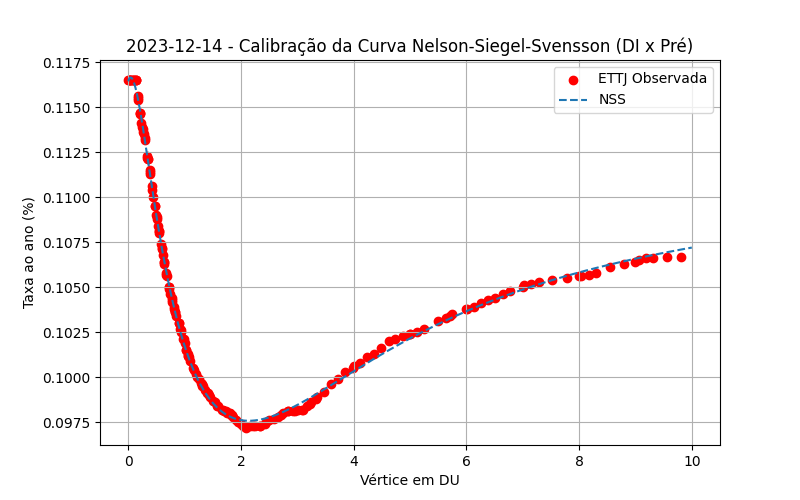 2023-12-14 - Calibração da Curva Nelson-Siegel-Svensson (DI x Pré)
ETTJ Observada
NSS
Taxa ao ano (%)
0.1175
0.1150
0.1125
0.1100
0.1075
0.1050
0.1025
0.1000
0.0975
0 2 4 6 8 10
Vértice em DU